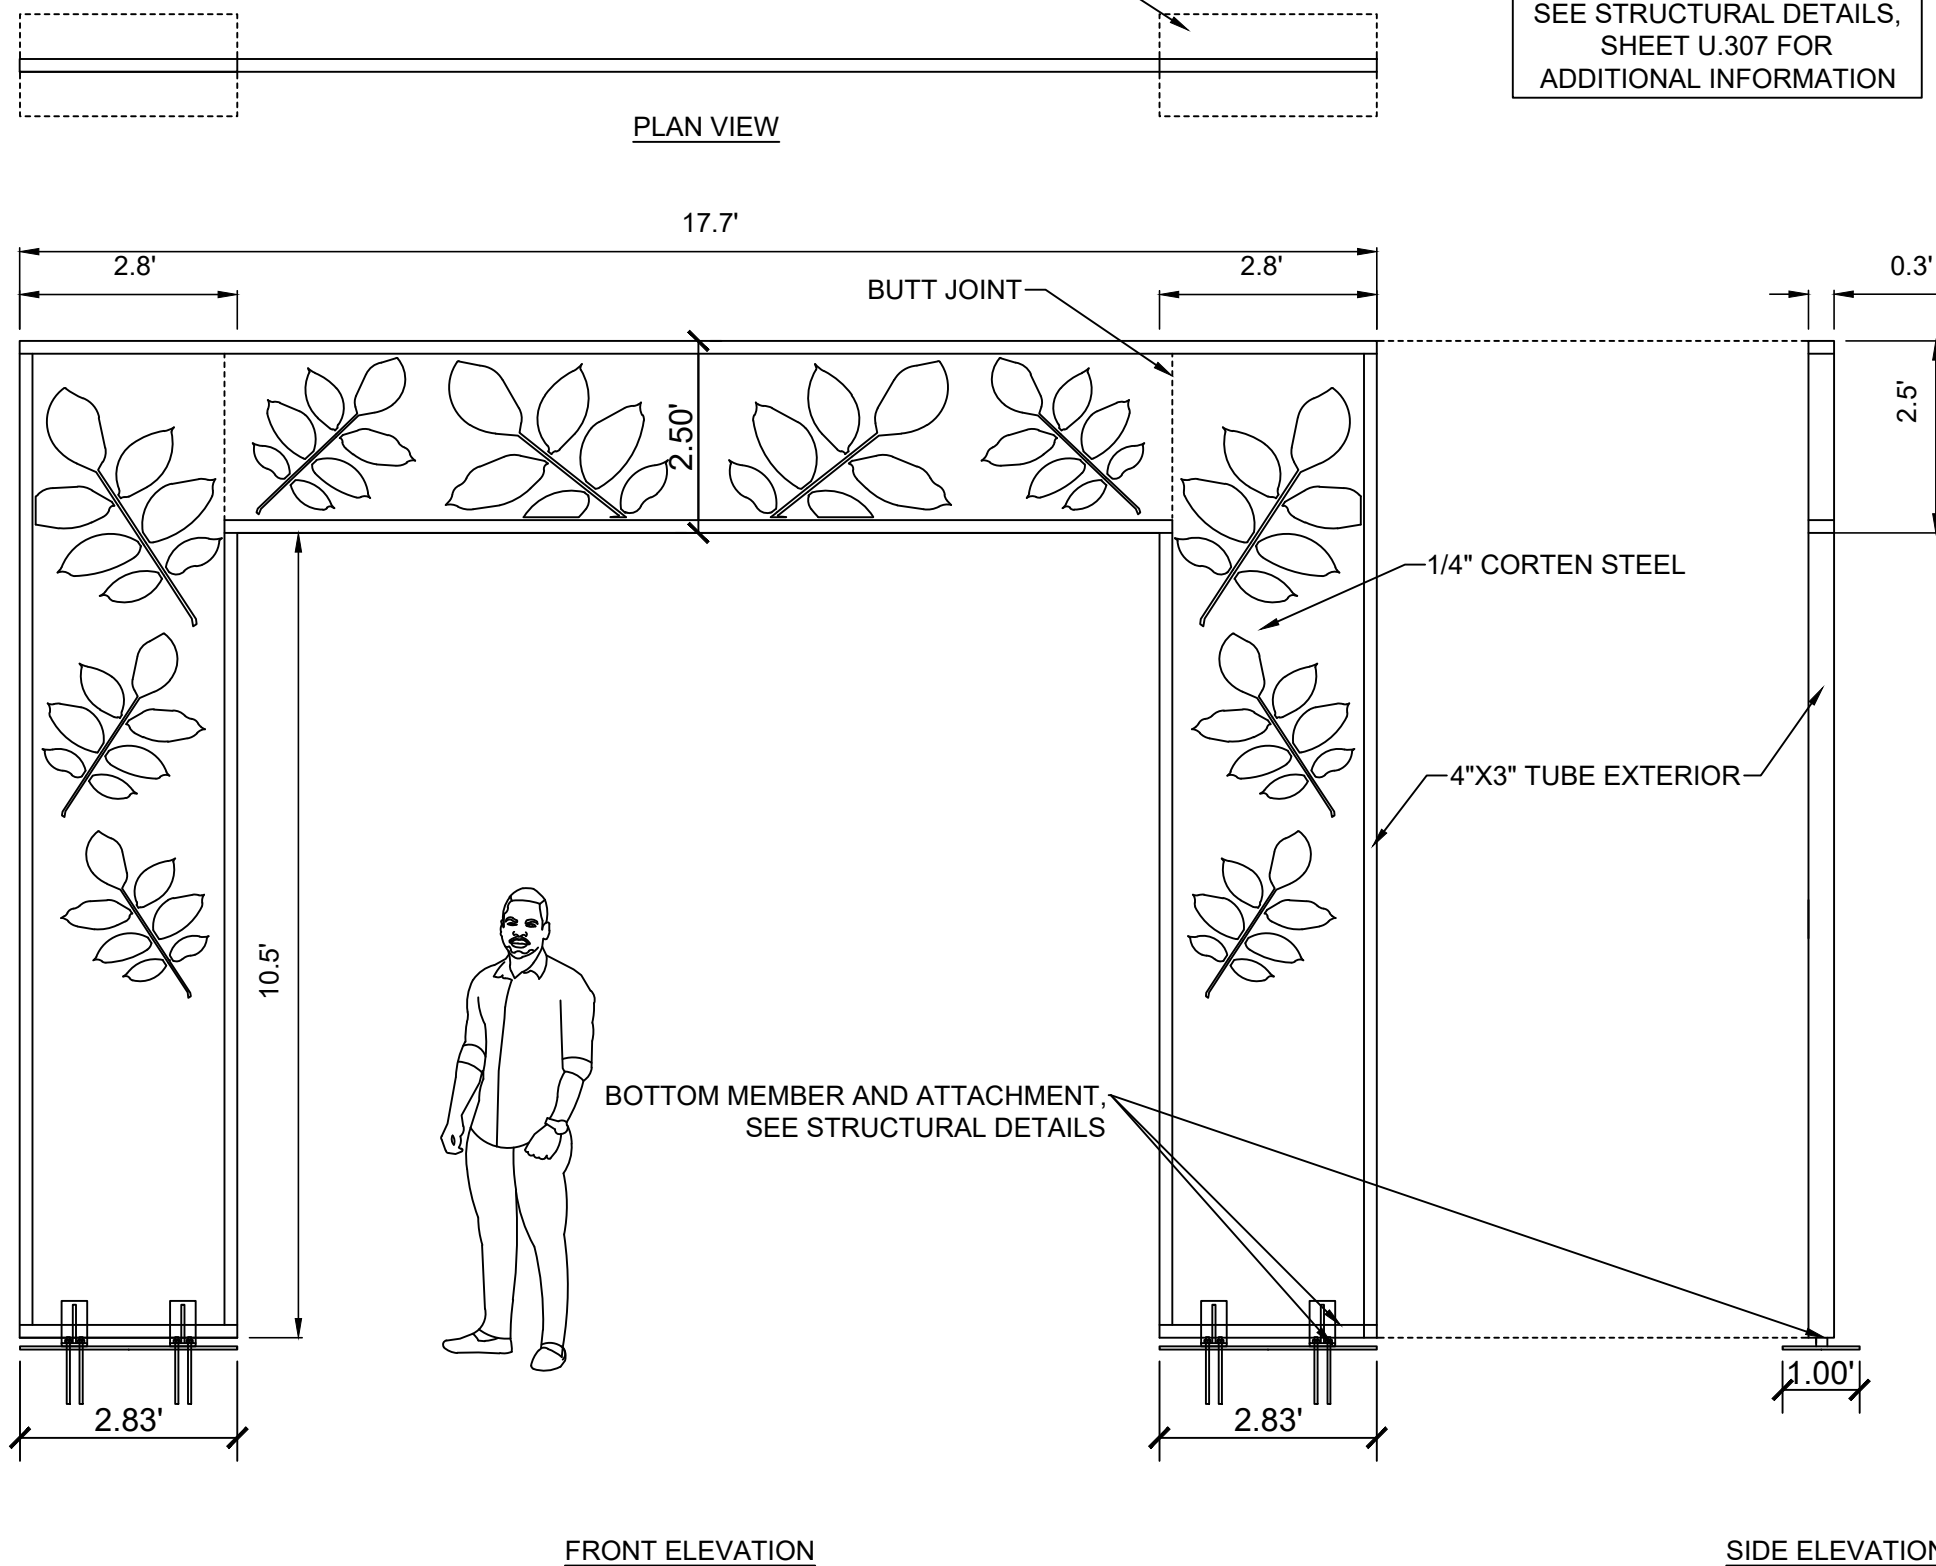 SEE STRUCTURAL DETAILS,
SHEET U.307 FOR
ADDITIONAL INFORMATION
PLAN VIEW
17.7'
2.8'
2.8'
0.3'
BUTT JOINT
2.50'
2.5'
1/4" CORTEN STEEL
4"X3" TUBE EXTERIOR
10.5'
BOTTOM MEMBER AND ATTACHMENT,
SEE STRUCTURAL DETAILS
1.00'
2.83'
2.83'
FRONT ELEVATION
SIDE ELEVATION